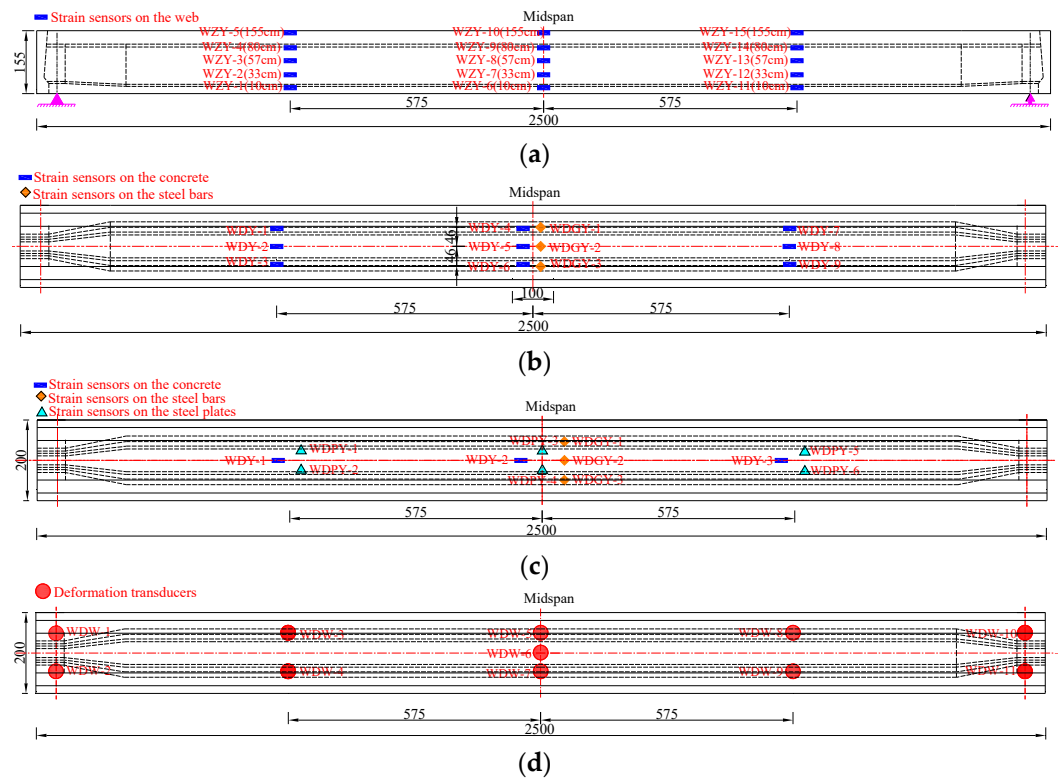 Strain sensors on the web
Midspan
WZY-5(155cm) WZY-10(155cm) WZY-15(155cm)
WZY-4(80cm) WZY-9(80cm) WZY-14(80cm)
WZY-3(57cm) WZY-8(57cm) WZY-13(57cm)
WZY-2(33cm) WZY-7(33cm) WZY-12(33cm)
WZY-1(10cm) WZY-6(10cm) WZY-11(10cm)
155
575 575
2500
(a)
Strain sensors on the concrete
Strain sensors on the steel bars
Midspan
WDY-1 WDY-4 WDGY-1 WDY-7
WDY-2 WDY-5 WDGY-2 WDY-8
WDY-3 WDY-6 WDGY-3 WDY-9
46 46
100
575 575
2500
(b)
Strain sensors on the concrete
Strain sensors on the steel bars
Strain sensors on the steel plates
Midspan
WDPY-1 WDPY-3 WDGY-1 WDPY-5
200 WDY-1 WDY-2 WDGY-2 WDY-3
WDPY-2 WDPY-4 WDGY-3 WDPY-6
575 575
2500
(c)
Deformation transducers
Midspan
WDW-1 WDW-3 WDW-5 WDW-8 WDW-10
200 WDW-6
WDW-2 WDW-4 WDW-7 WDW-9 WDW-11
575 575
2500
(d)